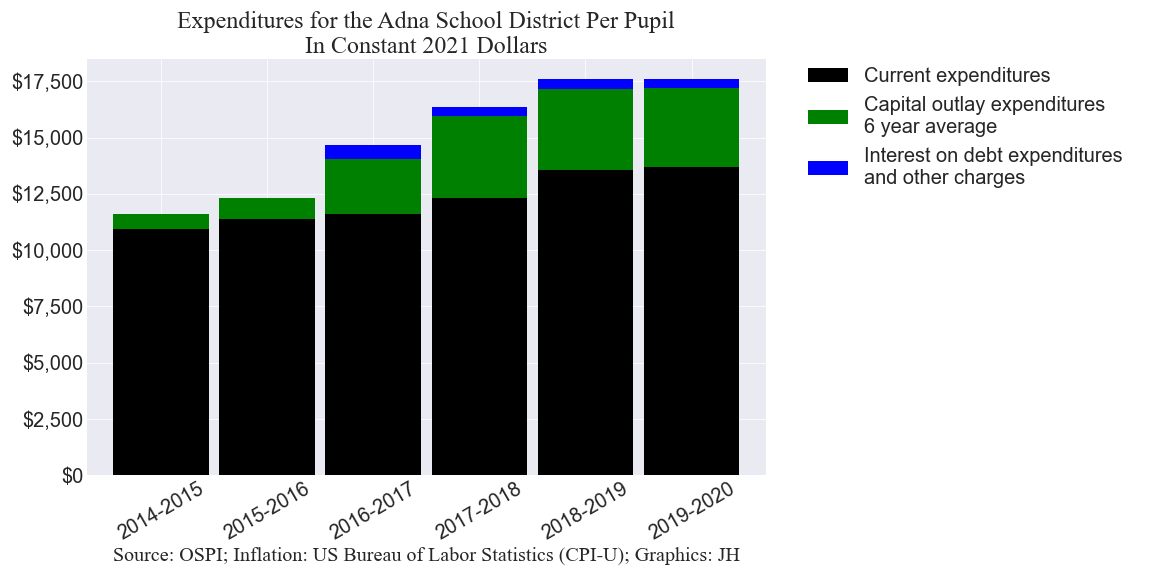 Expenditures for the Adna School District Per Pupil
In Constant 2021 Dollars
$17,500
$15,000
$12,500
$10,000
$7,500
$5,000
$2,500
$0
2014-2015
2015-2016
2016-2017
2017-2018
2018-2019
2019-2020
Source: OSPI; Inflation: US Bureau of Labor Statistics (CPI-U); Graphics: JH
Current expenditures
Capital outlay expenditures
6 year average
Interest on debt expenditures
and other charges